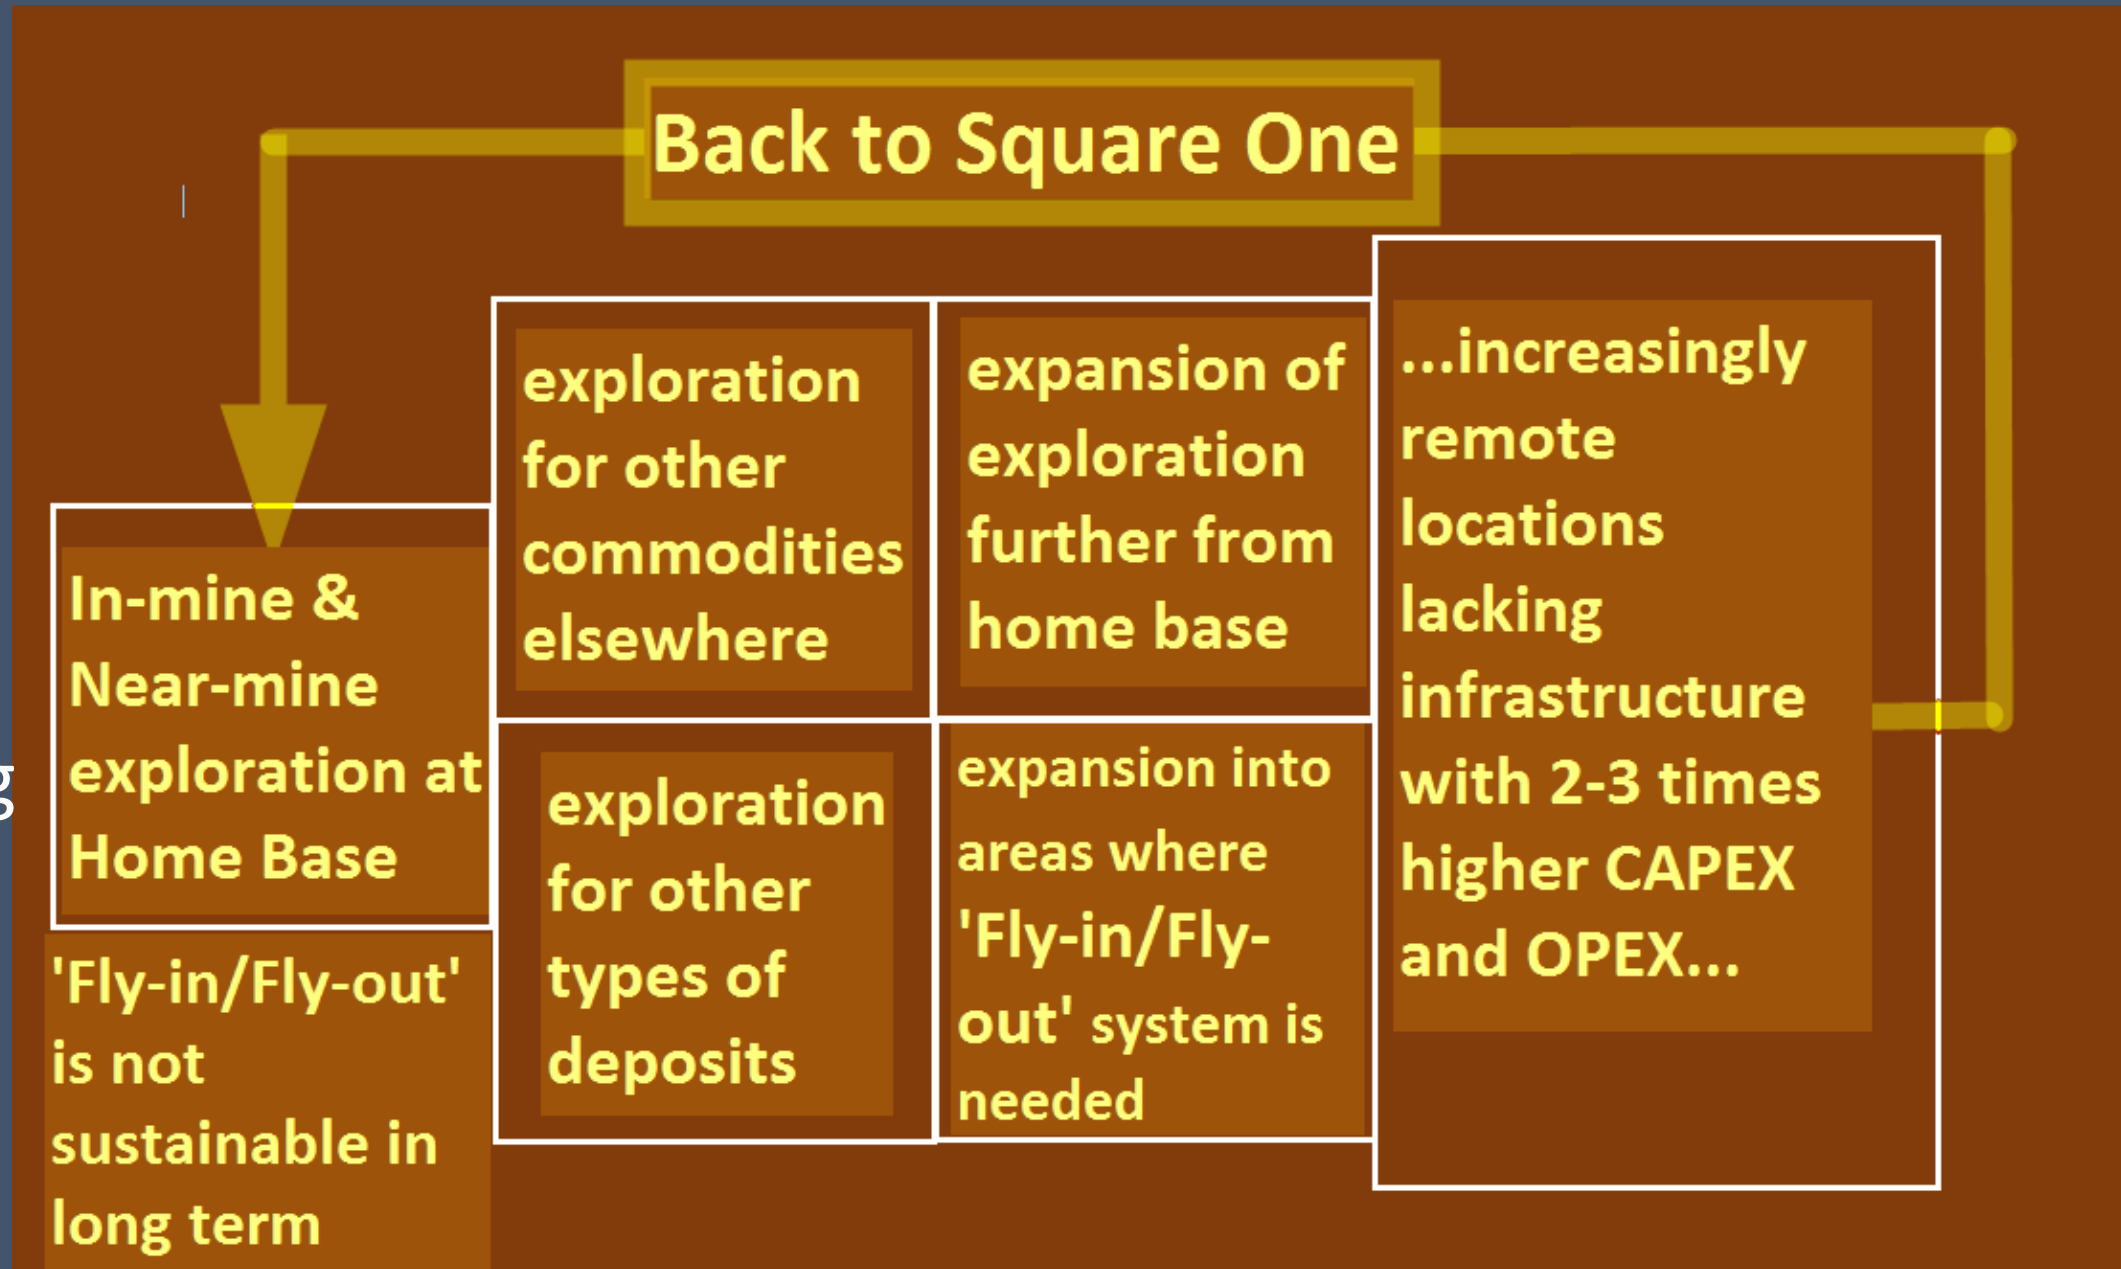 Back to Square One
In-mine &
Near-mine
exploration at
Home Base
'Fly-in/Fly-out'
is not
sustainable in
long term
exploration
for other
commodities
elsewhere
exploration
for other
types of
deposits
expansion of
exploration
further from
home base
expansion into
areas where
'Fly-in/Fly-
out' system is
needed
...increasingly
remote
locations
lacking
infrastructure
with 2-3 times
higher CAPEX
and OPEX...